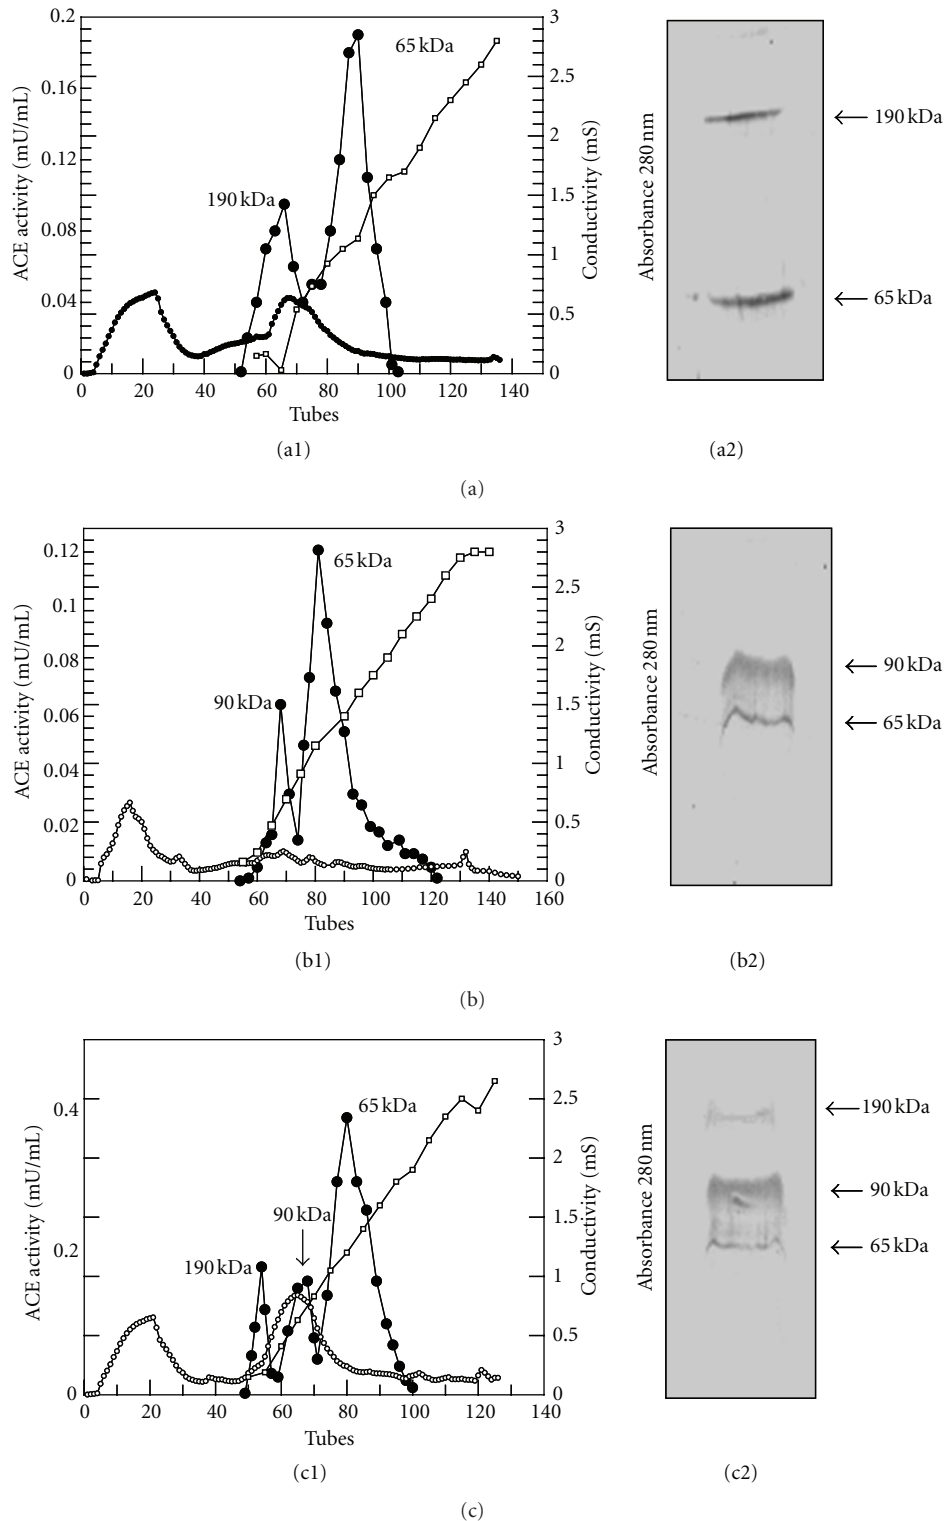 0.2
0.16
0.12
0.08
0.04
0
ACE activity (mU/mL)
190 kDa
65 kDa
3
2.5
2
1.5
1
0.5
0
Conductivity (mS)
Absorbance 280 nm
0 20 40 60 80 100 120 140
Tubes
190 kDa
65 kDa
(a1)
(a2)
(a)
0.12
0.1
0.08
0.06
0.04
0.02
0
ACE activity (mU/mL)
65 kDa
90 kDa
3
2.5
2
1.5
1
0.5
0
Conductivity (mS)
Absorbance 280 nm
0 20 40 60 80 100 120 140 160
Tubes
90 kDa
65 kDa
(b1)
(b2)
(b)
0.4
0.2
0
ACE activity (mU/mL)
65 kDa
90 kDa
190 kDa
3
2.5
2
1.5
1
0.5
0
Conductivity (mS)
Absorbance 280 nm
0 20 40 60 80 100 120 140
Tubes
190 kDa
90 kDa
65 kDa
(c1)
(c2)
(c)